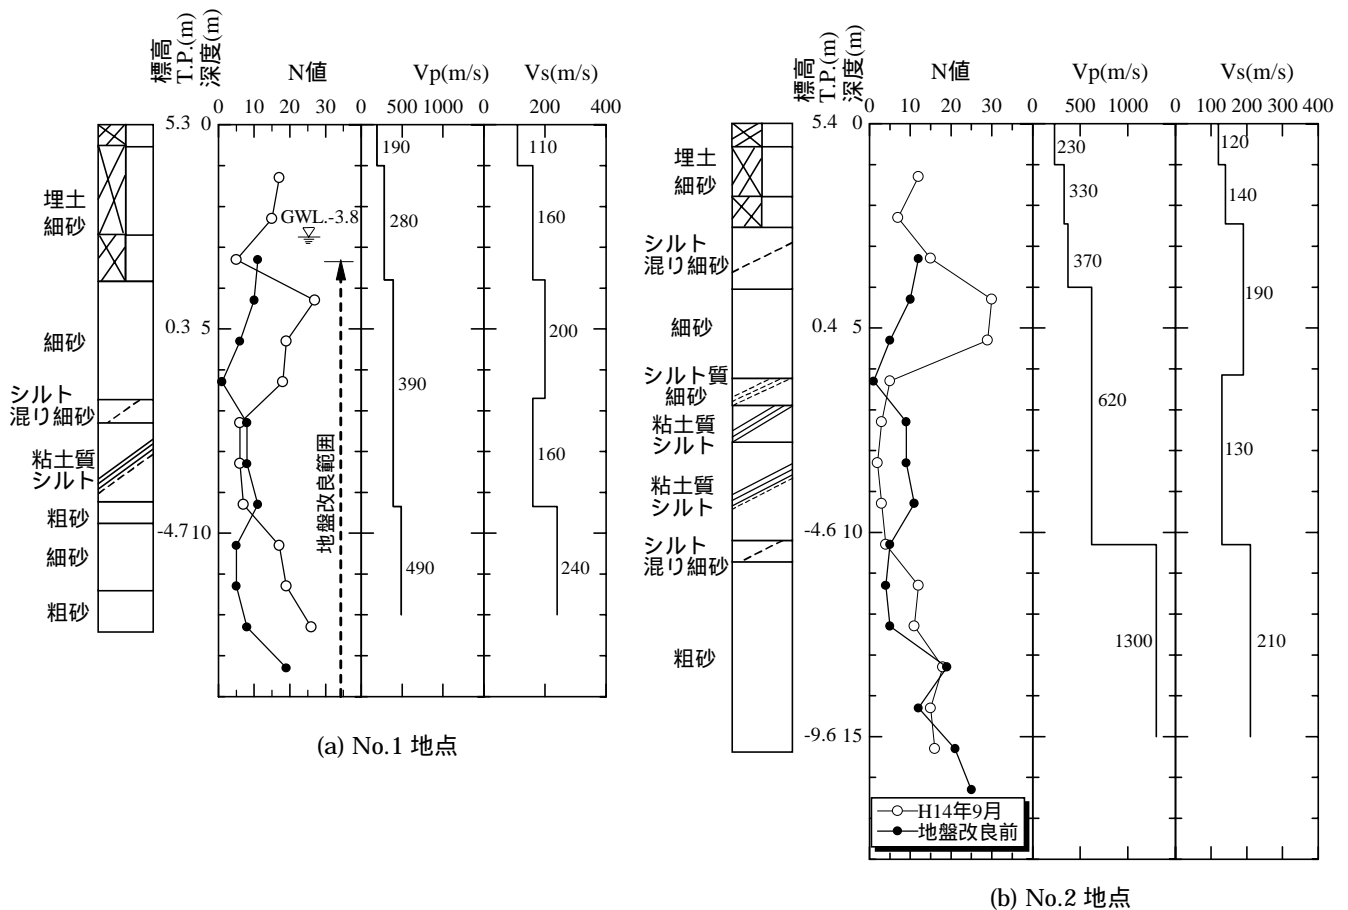 標高
T.P.(m)
深度(m)
N値
Vp(m/s)
Vs(m/s)
0 10 20 30
0 500 1000
0 200 400
5.3 0
0.3 5
-4.7 10
埋土
細砂
細砂
シルト
混り細砂
粘土質
シルト
粗砂
細砂
粗砂
GWL.-3.8
地盤改良範囲
190
280
390
490
110
160
200
160
240
(a) No.1 地点
標高
T.P.(m)
深度(m)
N値
Vp(m/s)
Vs(m/s)
0 10 20 30
0 500 1000
0 100 200 300 400
5.4 0
0.4 5
-4.6 10
-9.6 15
埋土
細砂
シルト
混り細砂
細砂
シルト質
細砂
粘土質
シルト
粘土質
シルト
シルト
混り細砂
粗砂
230
330
370
620
1300
120
140
190
130
210
H14年9月
地盤改良前
(b) No.2 地点